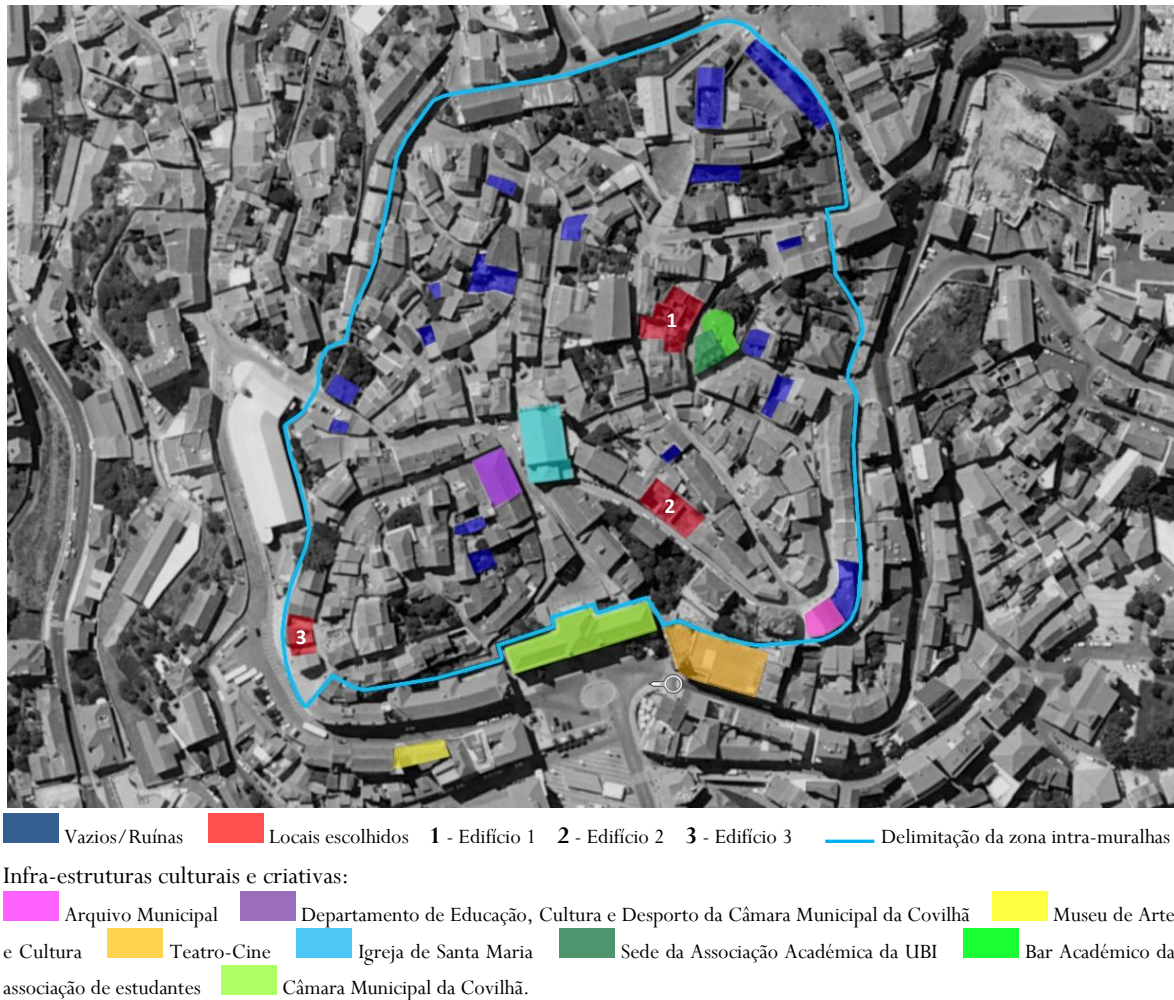 1
2
3
Vazios/Ruínas Locais escolhidos 1 - Edifício 1 2 - Edifício 2 3 - Edifício 3 Delimitação da zona intra-muralhas
Infra-estruturas culturais e criativas:
Arquivo Municipal Departamento de Educação, Cultura e Desporto da Câmara Municipal da Covilhã Museu de Arte
e Cultura Teatro-Cine Igreja de Santa Maria Sede da Associação Académica da UBI Bar Académico da
associação de estudantes Câmara Municipal da Covilhã.